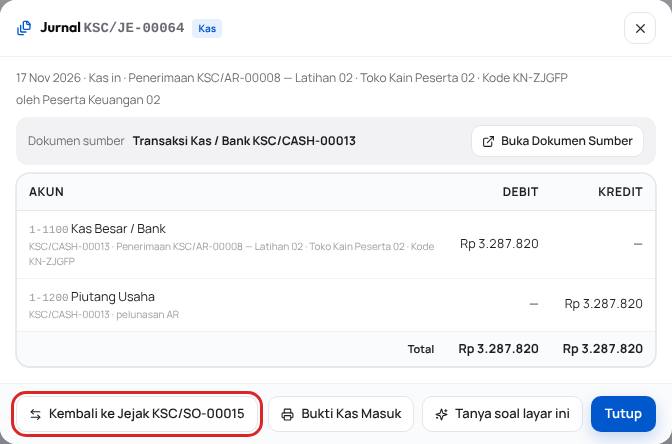 Jurnal KSC/JE-00064 Kas
17 Nov 2026 · Kas in · Penerimaan KSC/AR-00008 — Latihan 02 · Toko Kain Peserta 02 · Kode KN-ZJGFP
oleh Peserta Keuangan 02
Dokumen sumber Transaksi Kas / Bank KSC/CASH-00013 Buka Dokumen Sumber
AKUN DEBIT KREDIT
1-1100 Kas Besar / Bank
KSC/CASH-00013 · Penerimaan KSC/AR-00008 — Latihan 02 · Toko Kain Peserta 02 · Kode
KN-ZJGFP
Rp 3.287.820 —
1-1200 Piutang Usaha
KSC/CASH-00013 · pelunasan AR
— Rp 3.287.820
Total Rp 3.287.820 Rp 3.287.820
Kembali ke Jejak KSC/SO-00015 Bukti Kas Masuk Tanya soal layar ini Tutup